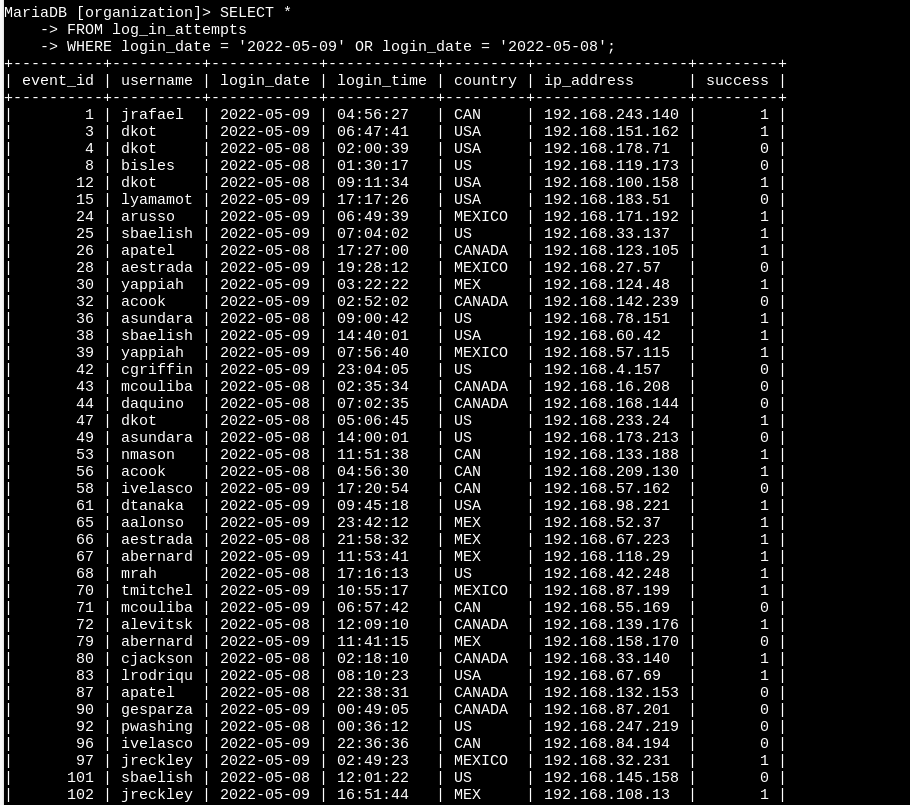 MariaDB [organization]> SELECT *
    -> FROM log_in_attempts
    -> WHERE login_date = '2022-05-09' OR login_date = '2022-05-08';
+----------+----------+------------+------------+---------+-----------------+---------+
| event_id | username | login_date | login_time | country | ip_address      | success |
+----------+----------+------------+------------+---------+-----------------+---------+
|        1 | jrafael  | 2022-05-09 | 04:56:27   | CAN     | 192.168.243.140 |       1 |
|        3 | dkot     | 2022-05-09 | 06:47:41   | USA     | 192.168.151.162 |       1 |
|        4 | dkot     | 2022-05-08 | 02:00:39   | USA     | 192.168.178.71  |       0 |
|        8 | bisles   | 2022-05-08 | 01:30:17   | US      | 192.168.119.173 |       0 |
|       12 | dkot     | 2022-05-08 | 09:11:34   | USA     | 192.168.100.158 |       1 |
|       15 | lyamamot | 2022-05-09 | 17:17:26   | USA     | 192.168.183.51  |       0 |
|       24 | arusso   | 2022-05-09 | 06:49:39   | MEXICO  | 192.168.171.192 |       1 |
|       25 | sbaelish | 2022-05-09 | 07:04:02   | US      | 192.168.33.137  |       1 |
|       26 | apatel   | 2022-05-08 | 17:27:00   | CANADA  | 192.168.123.105 |       1 |
|       28 | aestrada | 2022-05-09 | 19:28:12   | MEXICO  | 192.168.27.57   |       0 |
|       30 | yappiah  | 2022-05-09 | 03:22:22   | MEX     | 192.168.124.48  |       1 |
|       32 | acook    | 2022-05-09 | 02:52:02   | CANADA  | 192.168.142.239 |       0 |
|       36 | asundara | 2022-05-08 | 09:00:42   | US      | 192.168.78.151  |       1 |
|       38 | sbaelish | 2022-05-09 | 14:40:01   | USA     | 192.168.60.42   |       1 |
|       39 | yappiah  | 2022-05-09 | 07:56:40   | MEXICO  | 192.168.57.115  |       1 |
|       42 | cgriffin | 2022-05-09 | 23:04:05   | US      | 192.168.4.157   |       0 |
|       43 | mcouliba | 2022-05-08 | 02:35:34   | CANADA  | 192.168.16.208  |       0 |
|       44 | daquino  | 2022-05-08 | 07:02:35   | CANADA  | 192.168.168.144 |       0 |
|       47 | dkot     | 2022-05-08 | 05:06:45   | US      | 192.168.233.24  |       1 |
|       49 | asundara | 2022-05-08 | 14:00:01   | US      | 192.168.173.213 |       0 |
|       53 | nmason   | 2022-05-08 | 11:51:38   | CAN     | 192.168.133.188 |       1 |
|       56 | acook    | 2022-05-08 | 04:56:30   | CAN     | 192.168.209.130 |       1 |
|       58 | ivelasco | 2022-05-09 | 17:20:54   | CAN     | 192.168.57.162  |       0 |
|       61 | dtanaka  | 2022-05-09 | 09:45:18   | USA     | 192.168.98.221  |       1 |
|       65 | aalonso  | 2022-05-09 | 23:42:12   | MEX     | 192.168.52.37   |       1 |
|       66 | aestrada | 2022-05-08 | 21:58:32   | MEX     | 192.168.67.223  |       1 |
|       67 | abernard | 2022-05-09 | 11:53:41   | MEX     | 192.168.118.29  |       1 |
|       68 | mrah     | 2022-05-08 | 17:16:13   | US      | 192.168.42.248  |       1 |
|       70 | tmitchel | 2022-05-09 | 10:55:17   | MEXICO  | 192.168.87.199  |       1 |
|       71 | mcouliba | 2022-05-09 | 06:57:42   | CAN     | 192.168.55.169  |       0 |
|       72 | alevitsk | 2022-05-08 | 12:09:10   | CANADA  | 192.168.139.176 |       1 |
|       79 | abernard | 2022-05-09 | 11:41:15   | MEX     | 192.168.158.170 |       0 |
|       80 | cjackson | 2022-05-08 | 02:18:10   | CANADA  | 192.168.33.140  |       1 |
|       83 | lrodriqu | 2022-05-08 | 08:10:23   | USA     | 192.168.67.69   |       1 |
|       87 | apatel   | 2022-05-08 | 22:38:31   | CANADA  | 192.168.132.153 |       0 |
|       90 | gesparza | 2022-05-09 | 00:49:05   | CANADA  | 192.168.87.201  |       0 |
|       92 | pwashing | 2022-05-08 | 00:36:12   | US      | 192.168.247.219 |       0 |
|       96 | ivelasco | 2022-05-09 | 22:36:36   | CAN     | 192.168.84.194  |       0 |
|       97 | jreckley | 2022-05-09 | 02:49:23   | MEXICO  | 192.168.32.231  |       1 |
|      101 | sbaelish | 2022-05-08 | 12:01:22   | US      | 192.168.145.158 |       0 |
|      102 | jreckley | 2022-05-09 | 16:51:44   | MEX     | 192.168.108.13  |       1 |